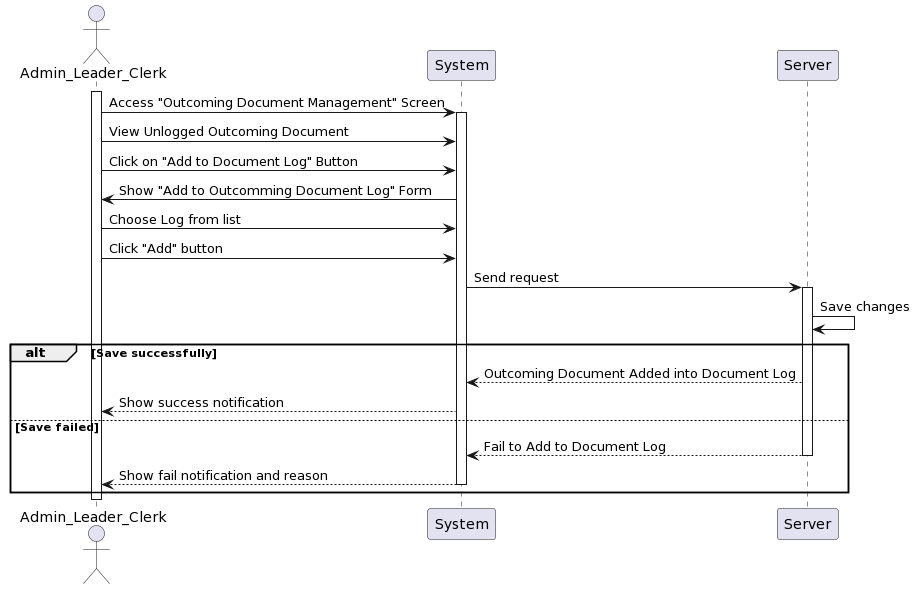 Admin_Leader_Clerk
System
Server
Access "Outcoming Document Management" Screen
View Unlogged Outcoming Document
Click on "Add to Document Log" Button
Show "Add to Outcomming Document Log" Form
Choose Log from list
Click "Add" button
Send request
Save changes
alt
[Save successfully]
Outcoming Document Added into Document Log
Show success notification
[Save failed]
Fail to Add to Document Log
Show fail notification and reason
Admin_Leader_Clerk
System
Server